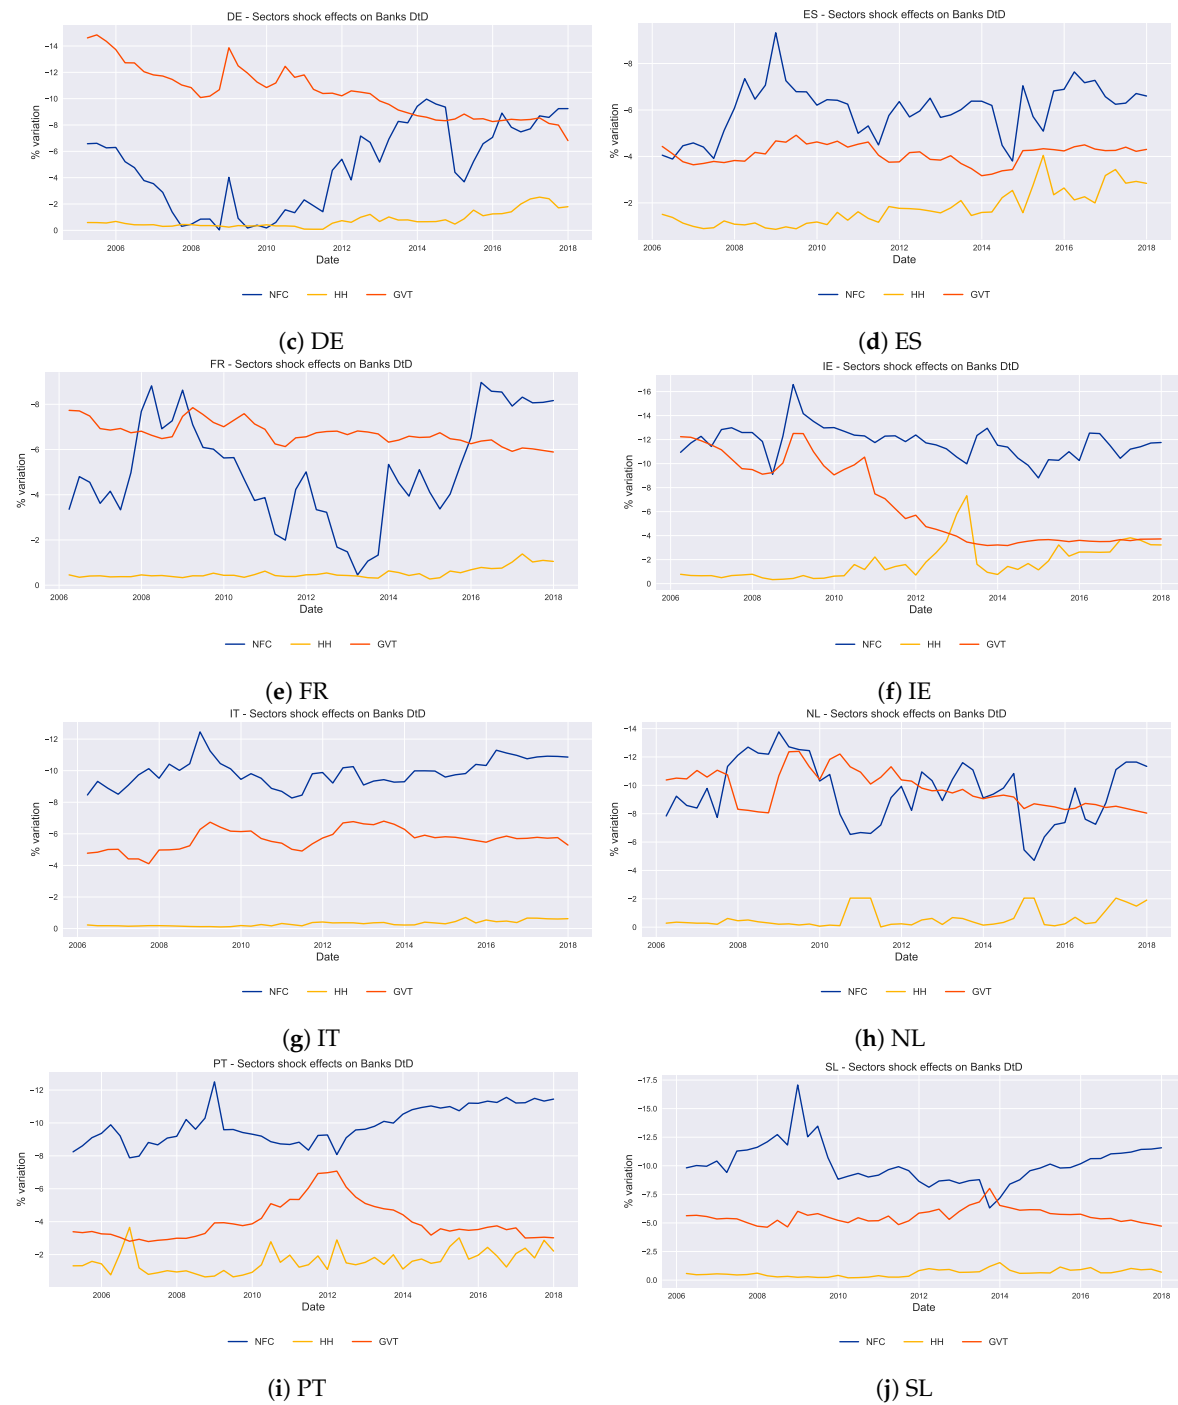 DE - Sectors shock effects on Banks DtD
−14
−12
−10
−8
−6
−4
−2
0
% variation
2006 2008 2010 2012 2014 2016 2018
Date
NFC HH GVT
(c) DE
ES - Sectors shock effects on Banks DtD
−8
−6
−4
−2
% variation
2006 2008 2010 2012 2014 2016 2018
Date
NFC HH GVT
(d) ES
FR - Sectors shock effects on Banks DtD
−8
−6
−4
−2
0
% variation
2006 2008 2010 2012 2014 2016 2018
Date
NFC HH GVT
(e) FR
IE - Sectors shock effects on Banks DtD
−16
−14
−12
−10
−8
−6
−4
−2
0
% variation
2006 2008 2010 2012 2014 2016 2018
Date
NFC HH GVT
(f) IE
IT - Sectors shock effects on Banks DtD
−12
−10
−8
−6
−4
−2
0
% variation
2006 2008 2010 2012 2014 2016 2018
Date
NFC HH GVT
(g) IT
NL - Sectors shock effects on Banks DtD
−14
−12
−10
−8
−6
−4
−2
0
% variation
2006 2008 2010 2012 2014 2016 2018
Date
NFC HH GVT
(h) NL
PT - Sectors shock effects on Banks DtD
−12
−10
−8
−6
−4
−2
% variation
2006 2008 2010 2012 2014 2016 2018
Date
NFC HH GVT
(i) PT
SL - Sectors shock effects on Banks DtD
−17.5
−15.0
−12.5
−10.0
−7.5
−5.0
−2.5
0.0
% variation
2006 2008 2010 2012 2014 2016 2018
Date
NFC HH GVT
(j) SL